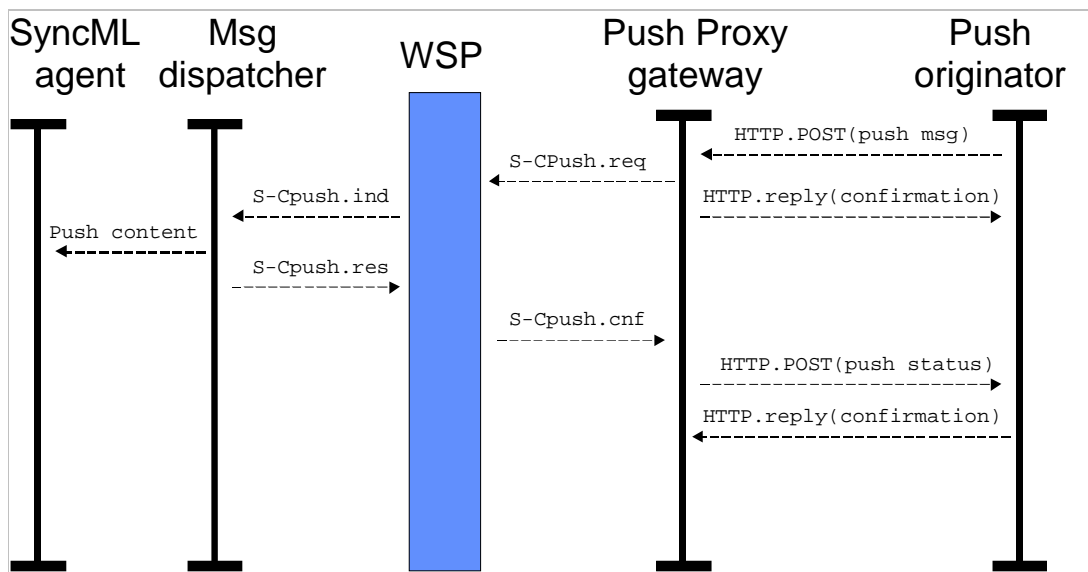 SyncML
agent
Msg
dispatcher
WSP
Push Proxy
gateway
Push
originator
HTTP.POST(push msg)
S-CPush.req
S-Cpush.ind
HTTP.reply(confirmation)
Push content
S-Cpush.res
S-Cpush.cnf
HTTP.POST(push status)
HTTP.reply(confirmation)